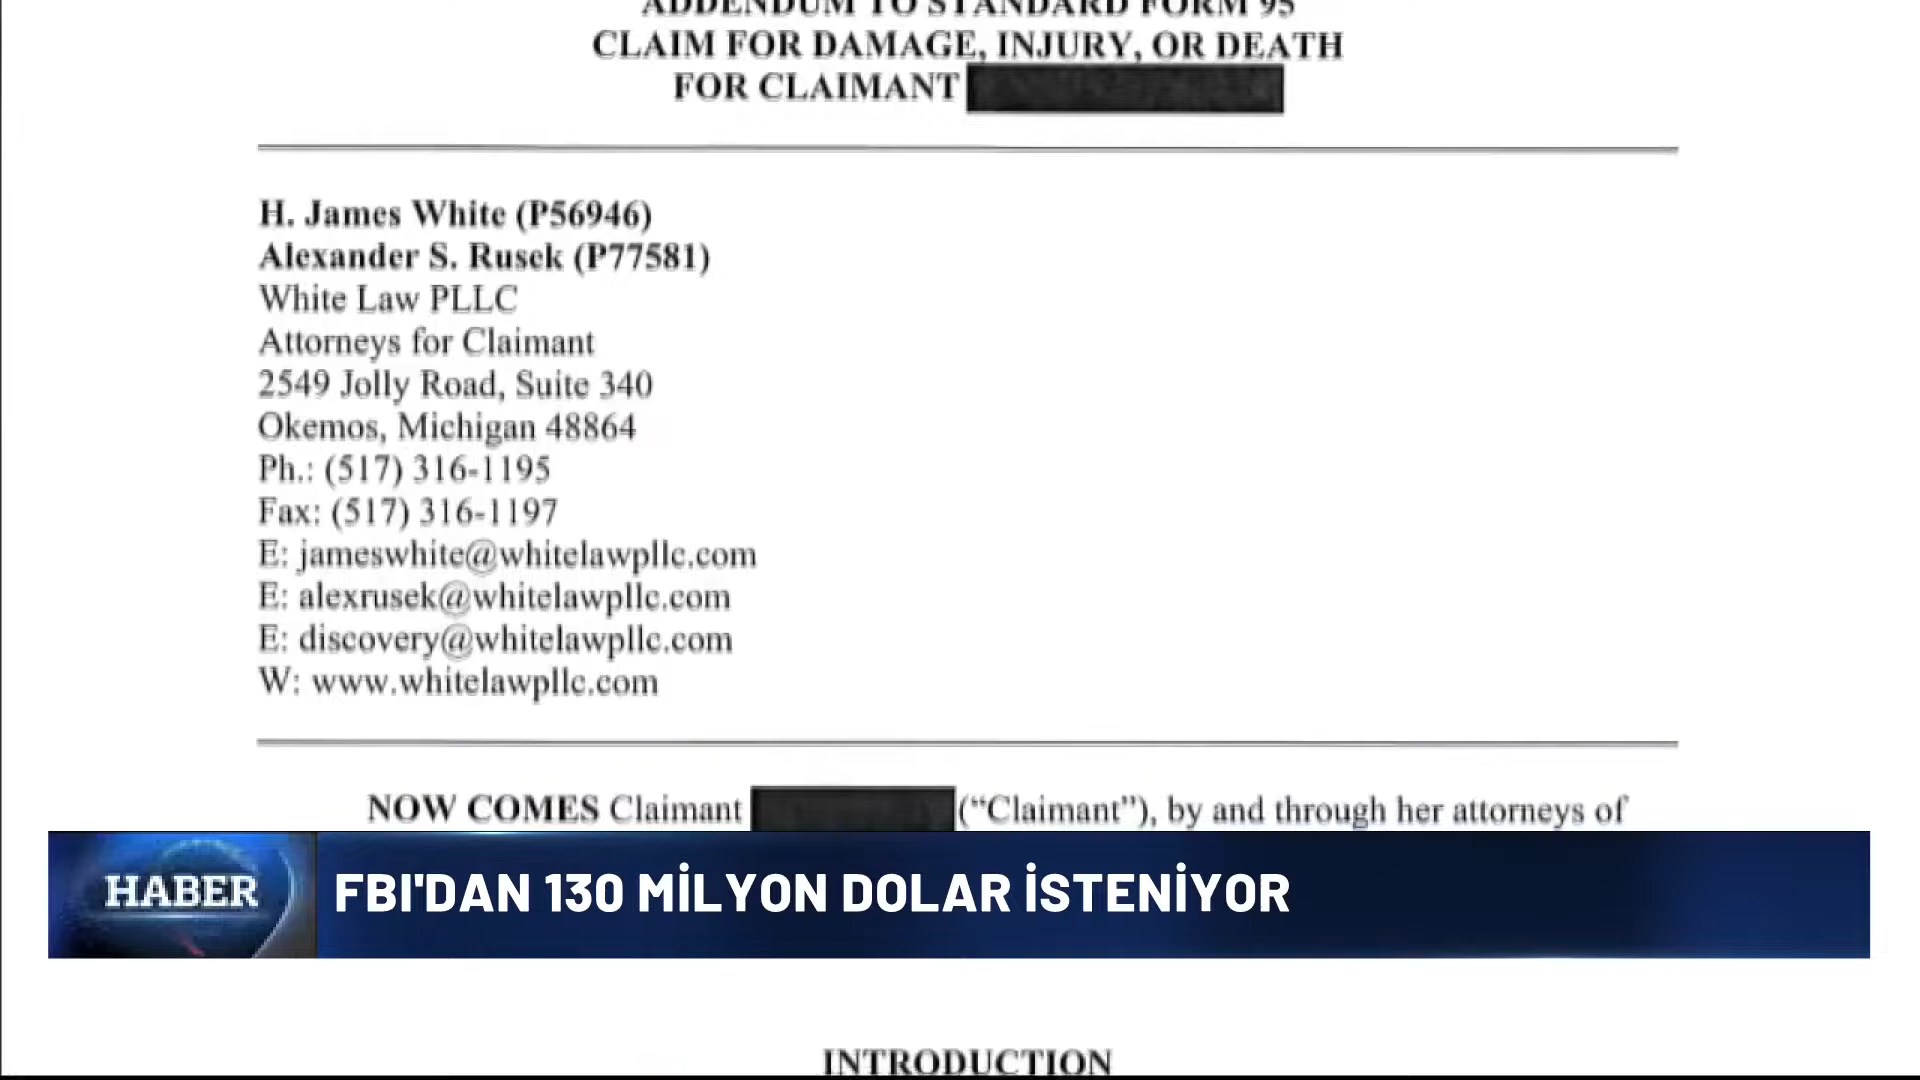 ADDENDUM TO STANDARD FORM 95
CLAIM FOR DAMAGE, INJURY, OR DEATH
FOR CLAIMANT
H. James White (P56946)
Alexander S. Rusek (P77581)
White Law PLLC
Attorneys for Claimant
2549 Jolly Road, Suite 340
Okemos, Michigan 48864
Ph.: (517) 316-1195
Fax: (517) 316-1197
E: jameswhite@whitelawpllc.com
E: alexrusek@whitelawpllc.com
E: discovery@whitelawpllc.com
W: www.whitelawpllc.com
NOW COMES Claimant (“Claimant”), by and through her attorneys of
HABER
FBI'DAN 130 MİLYON DOLAR İSTENİYOR
INTRODUCTION